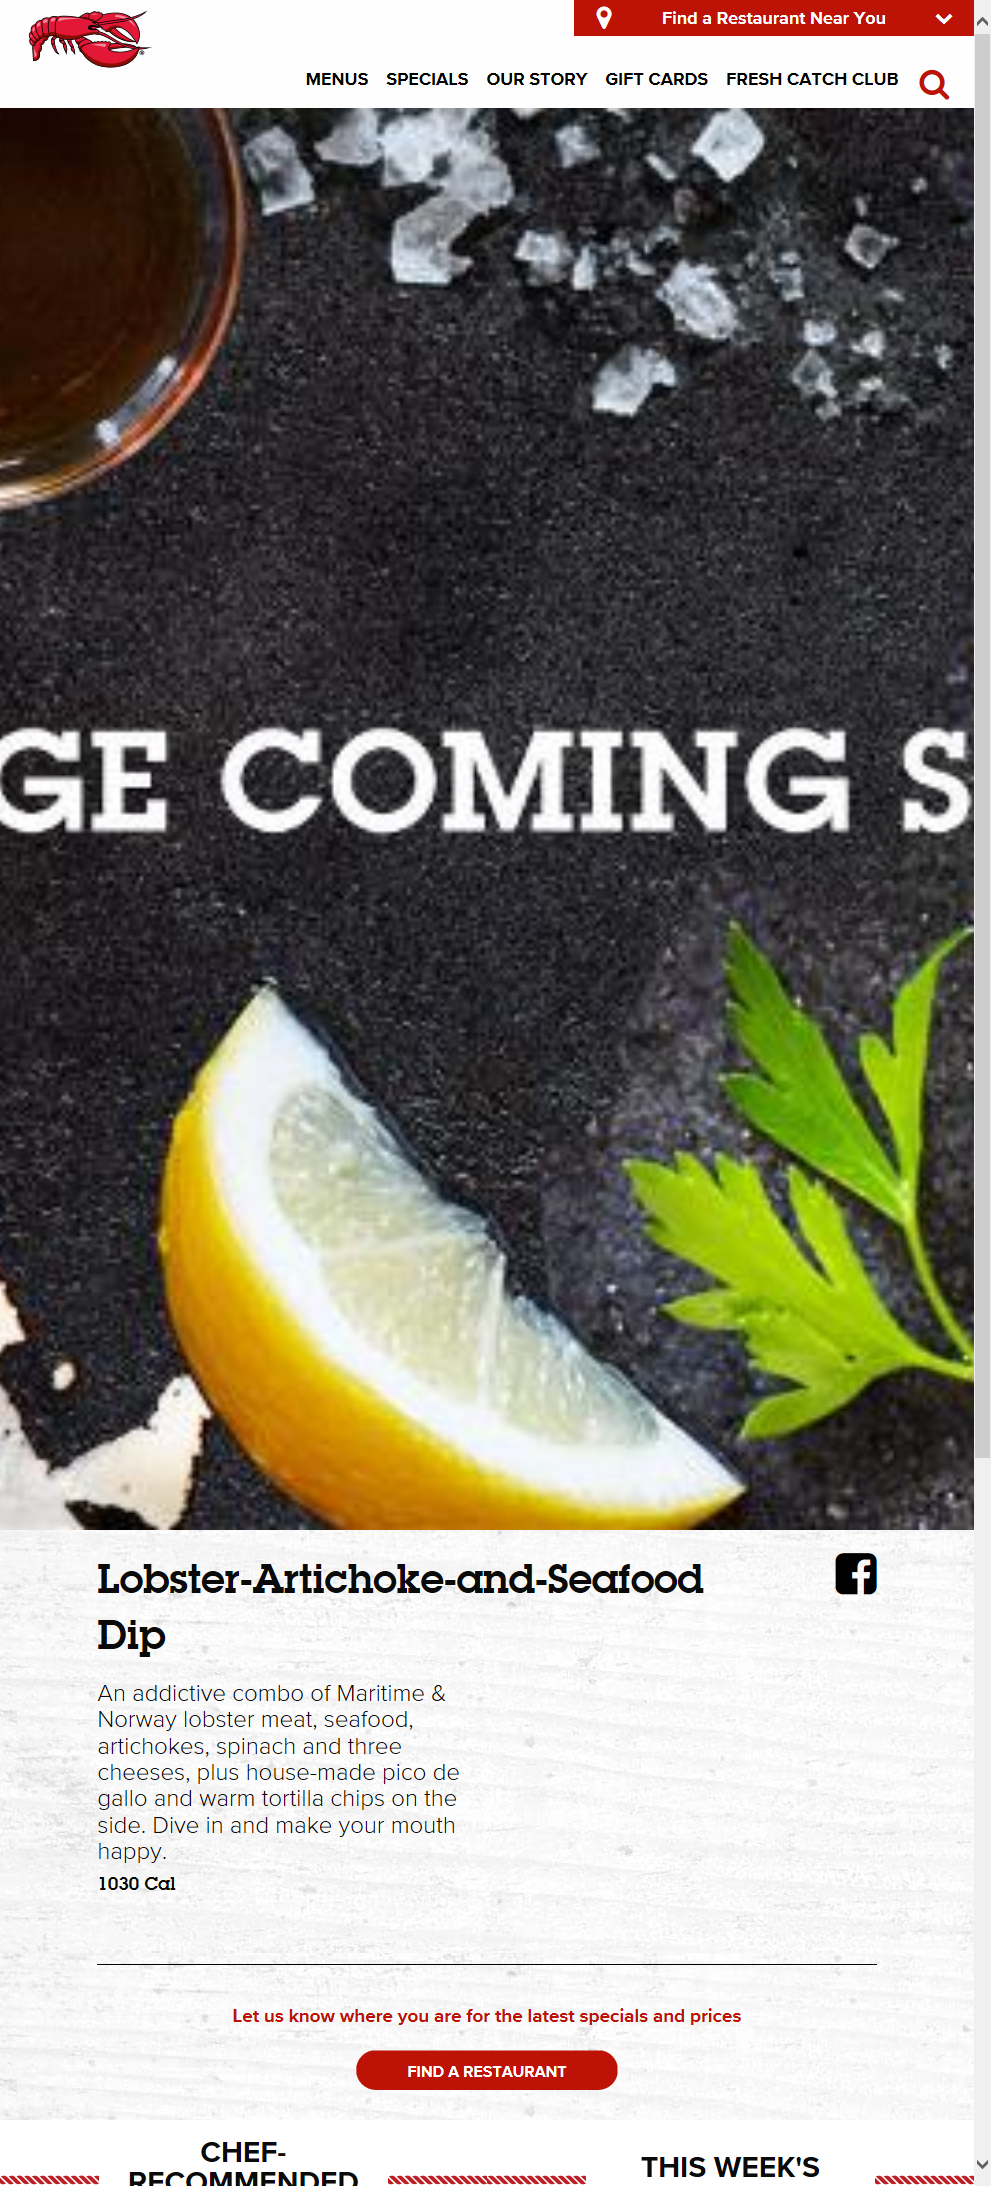 Find a Restaurant Near You
MENUS SPECIALS OUR STORY GIFT CARDS FRESH CATCH CLUB
GE COMING S
Lobster-Artichoke-and-Seafood
Dip
An addictive combo of Maritime &
Norway lobster meat, seafood,
artichokes, spinach and three
cheeses, plus house-made pico de
gallo and warm tortilla chips on the
side. Dive in and make your mouth
happy.
1030 Cal
Let us know where you are for the latest specials and prices
FIND A RESTAURANT
CHEF-
RECOMMENDED
THIS WEEK'S